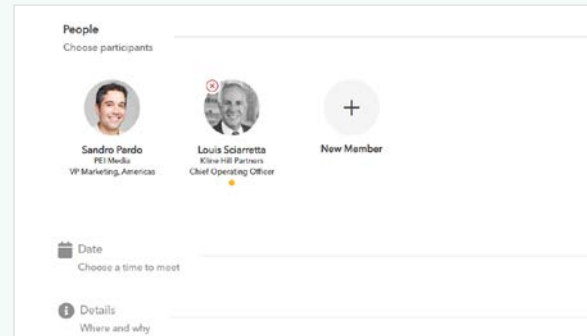 People
Choose participants
Sandro Pardo
PEI Media
VP Marketing, Americas
Louis Sciarretta
Kline Hill Partners
Chief Operating Officer
New Member
Date
Choose a time to meet
Details
Where and why